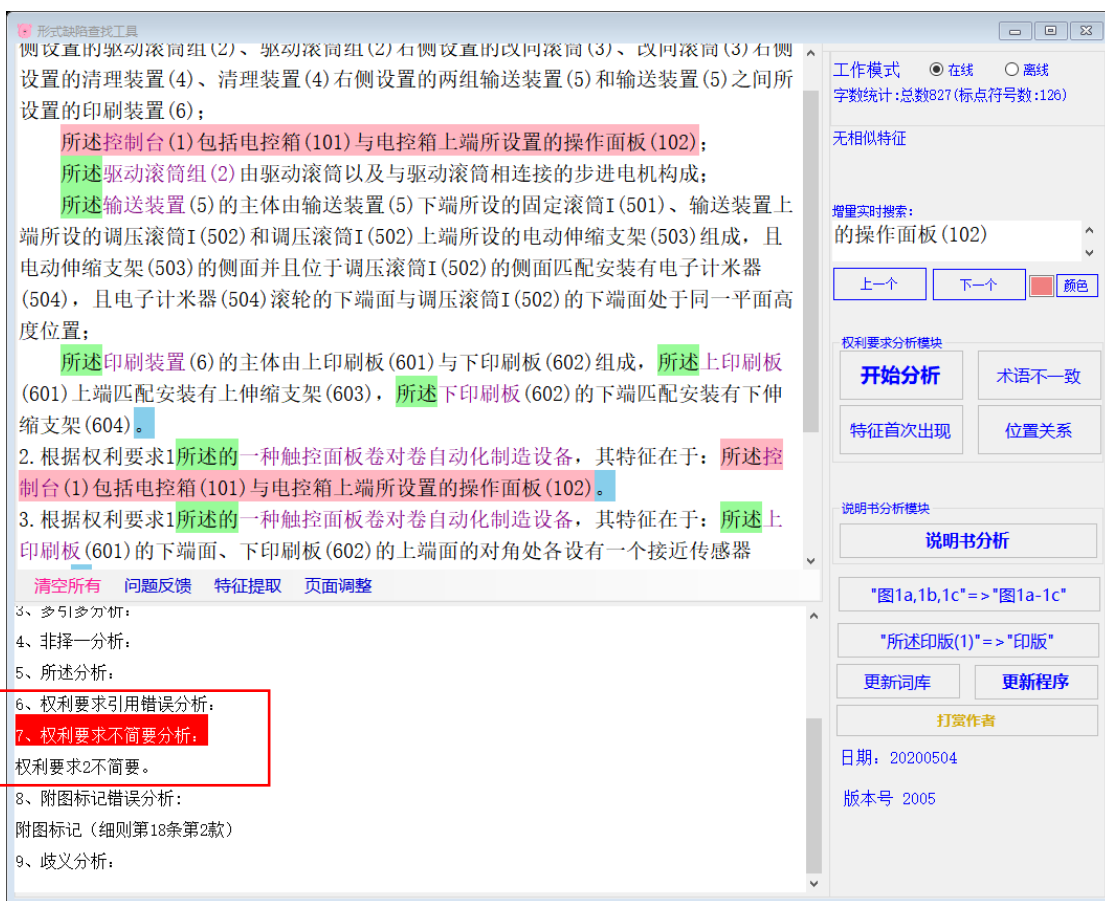 形式缺陷查找工具
侧设置的驱动滚筒组(2)、驱动滚筒组(2)右侧设置的改向滚筒(3)、改向滚筒(3)右侧
设置的清理装置(4)、清理装置(4)右侧设置的两组输送装置(5)和输送装置(5)之间所
设置的印刷装置(6);
所述控制台(1)包括电控箱(101)与电控箱上端所设置的操作面板(102);
所述驱动滚筒组(2)由驱动滚筒以及与驱动滚筒相连接的步进电机构成;
所述输送装置(5)的主体由输送装置(5)下端所设的固定滚筒I(501)、输送装置上
端所设的调压滚筒I(502)和调压滚筒I(502)上端所设的电动伸缩支架(503)组成，且
电动伸缩支架(503)的侧面并且位于调压滚筒I(502)的侧面匹配安装有电子计米器
(504)，且电子计米器(504)滚轮的下端面与调压滚筒I(502)的下端面处于同一平面高
度位置;
所述印刷装置(6)的主体由上印刷板(601)与下印刷板(602)组成，所述上印刷板
(601)上端匹配安装有上伸缩支架(603)，所述下印刷板(602)的下端匹配安装有下伸
缩支架(604)。
2.根据权利要求1所述的一种触控面板卷对卷自动化制造设备，其特征在于：所述控
制台(1)包括电控箱(101)与电控箱上端所设置的操作面板(102)。
3.根据权利要求1所述的一种触控面板卷对卷自动化制造设备，其特征在于：所述上
印刷板(601)的下端面、下印刷板(602)的上端面的对角处各设有一个接近传感器
清空所有 问题反馈 特征提取 页面调整
3、多引多分析：
4、非择一分析：
5、所述分析：
6、权利要求引用错误分析：
7、权利要求不简要分析：
权利要求2不简要。
8、附图标记错误分析:
附图标记（细则第18条第2款）
9、歧义分析：
工作模式 在线 离线
字数统计:总数827(标点符号数:126)
无相似特征
增量实时搜索:
的操作面板(102)
上一个 下一个 颜色
权利要求分析模块
开始分析 术语不一致
特征首次出现 位置关系
说明书分析模块
说明书分析
"图1a,1b,1c"=>"图1a-1c"
"所述印版(1)"=>"印版"
更新词库 更新程序
打赏作者
日期: 20200504
版本号 2005